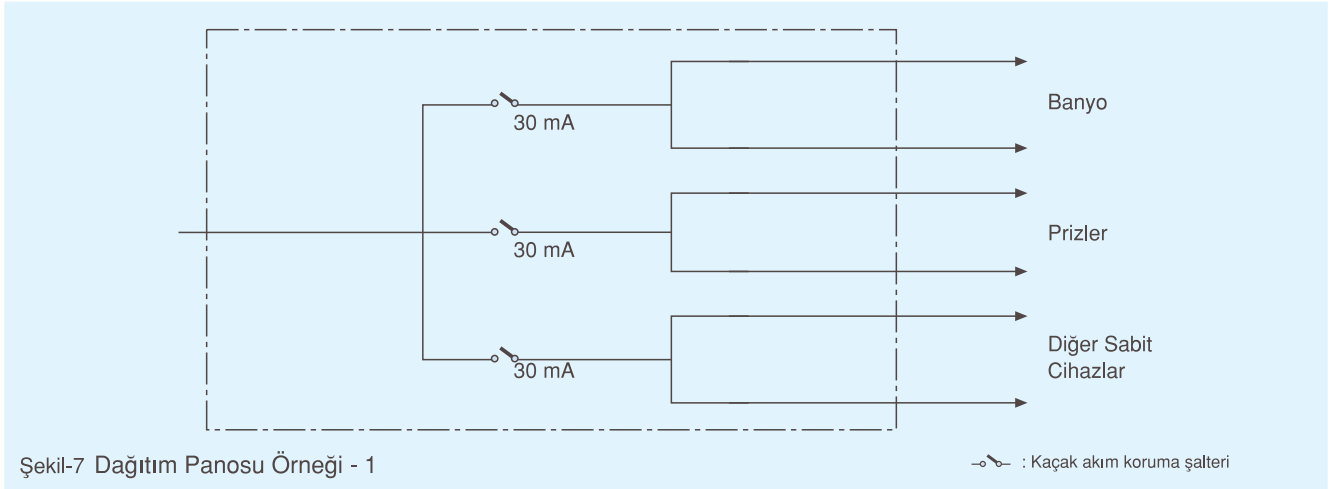 30 mA
Banyo
30 mA
Prizler
30 mA
Diğer Sabit
Cihazlar
Şekil-7 Dağıtım Panosu Örneği - 1
: Kaçak akım koruma şalteri